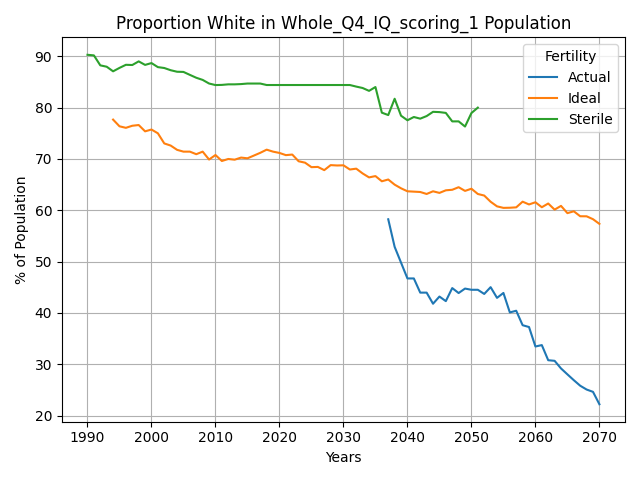 Proportion White in Whole_Q4_IQ_scoring_1 Population
Fertility
Actual
Ideal
Sterile
% of Population
90
80
70
60
50
40
30
20
1990 2000 2010 2020 2030 2040 2050 2060 2070
Years